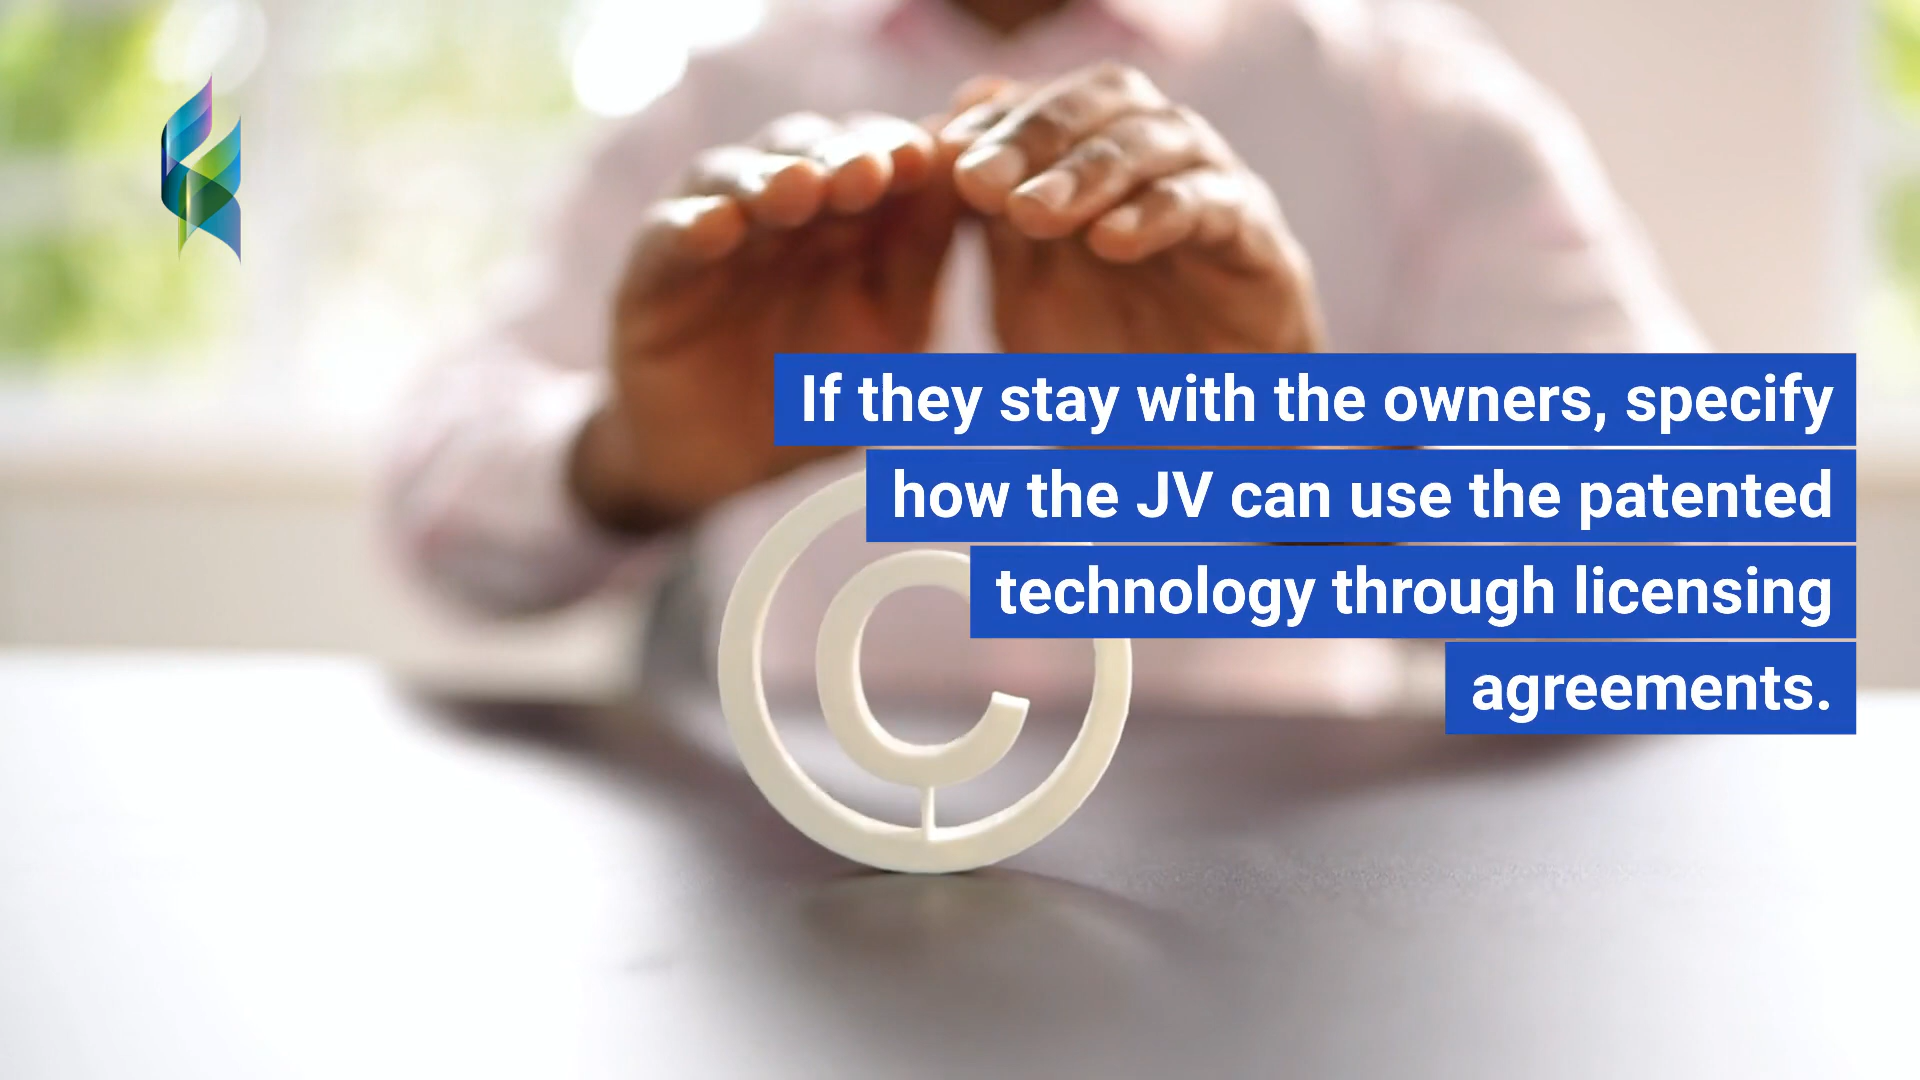 If they stay with the owners, specify
how the JV can use the patented
technology through licensing
agreements.